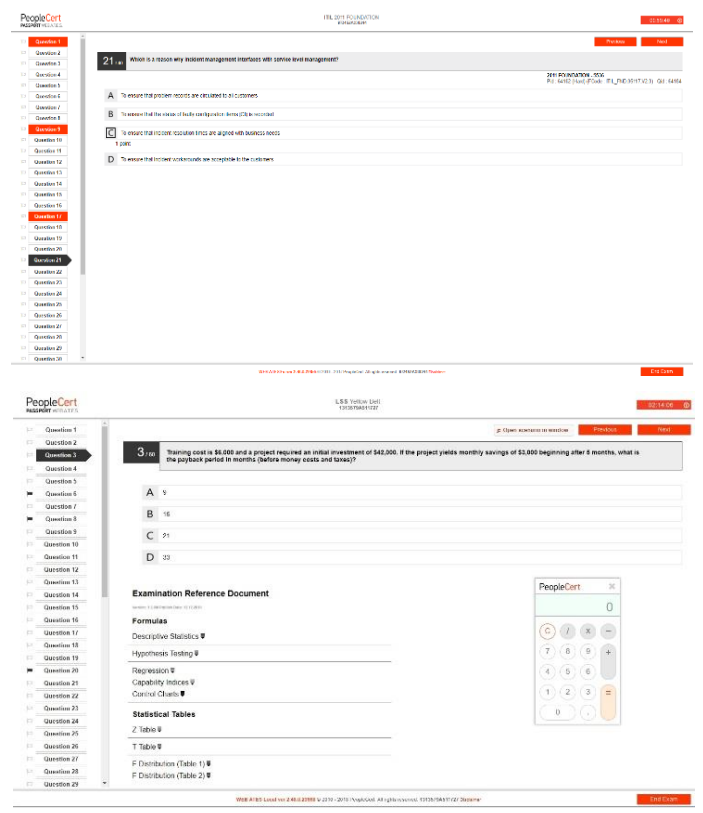 PeopleCert
ITIL 2011 FOUNDATION
Previous
Next
Question 1
Question 2
Question 3
Question 4
Question 5
Question 6
Question 7
Question 8
Question 9
Question 10
Question 11
Question 12
Question 13
Question 14
Question 15
Question 16
Question 17
Question 18
Question 19
Question 20
Question 21
Question 22
Question 23
Question 24
Question 25
Question 26
Question 27
Question 28
Question 29
Question 30
21 Which is a reason why incident management interfaces with service level management?
2011 FOUNDATION
A To ensure that problem records are circulated to all customers
B To ensure that the status of faulty configuration items (CI) is recorded
C To ensure that incident resolution times are aligned with business needs
1 point
D To ensure that incident workarounds are acceptable to the customers
End Exam
PeopleCert
LSS Yellow Belt
02:14:06
Open scenario in window
Previous
Next
Question 1
Question 2
Question 3
Question 4
Question 5
Question 6
Question 7
Question 8
Question 9
Question 10
Question 11
Question 12
Question 13
Question 14
Question 15
Question 16
Question 17
Question 18
Question 19
Question 20
Question 21
Question 22
Question 23
Question 24
Question 25
Question 26
Question 27
Question 28
Question 29
3 /60 Training cost is $6,000 and a project required an initial investment of $42,000. If the project yields monthly savings of $3,000 beginning after 8 months, what is
the payback period in months (before money costs and taxes)?
A 9
B 16
C 21
D 33
Examination Reference Document
Formulas
Descriptive Statistics
Hypothesis Testing
Regression
Capability Indices
Control Charts
Statistical Tables
Z Table
T Table
F Distribution (Table 1)
F Distribution (Table 2)
PeopleCert ×
0
C / x −
7 8 9 +
4 5 6
1 2 3 =
0 .
End Exam